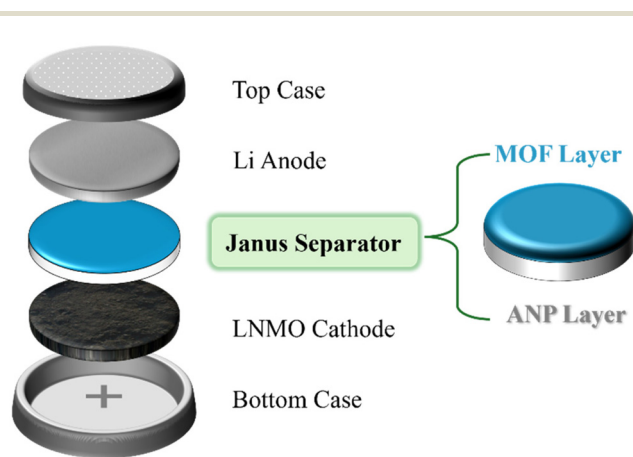 Top Case
Li Anode
MOF Layer
Janus Separator
ANP Layer
LNMO Cathode
Bottom Case
+